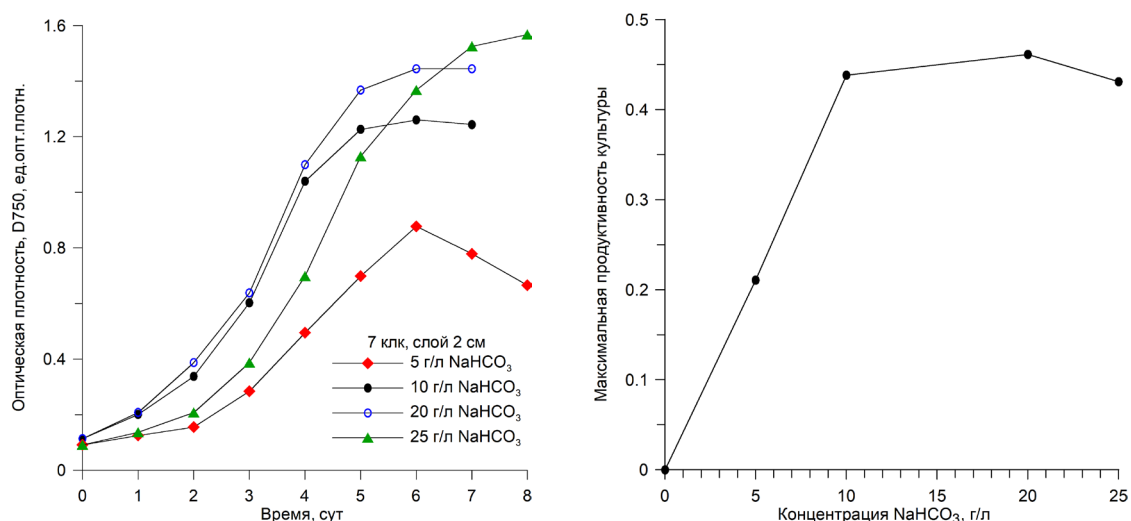 Оптическая плотность, D750, ед.опт.плотн.
1.6
1.2
0.8
0.4
0
0 1 2 3 4 5 6 7 8
Время, сут
7 клк, слой 2 см
5 г/л NaHCO₃
10 г/л NaHCO₃
20 г/л NaHCO₃
25 г/л NaHCO₃
Максимальная продуктивность культуры
0.5
0.4
0.3
0.2
0.1
0
0 5 10 15 20 25
Концентрация NaHCO₃, г/л